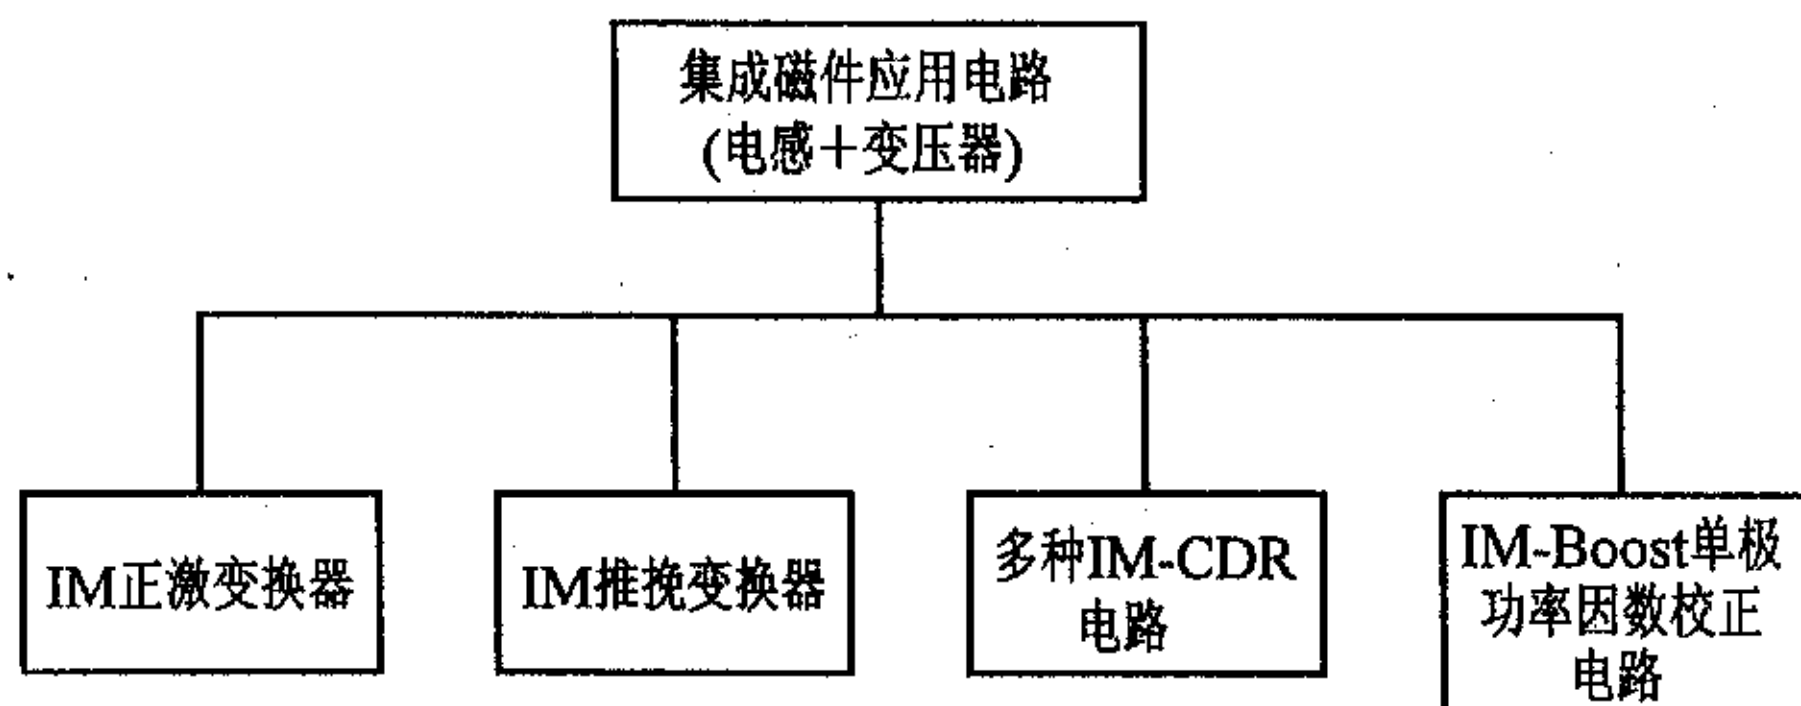 集成磁件应用电路
(电感＋变压器)
IM正激变换器
IM推挽变换器
多种IM-CDR
电路
IM-Boost单极
功率因数校正
电路